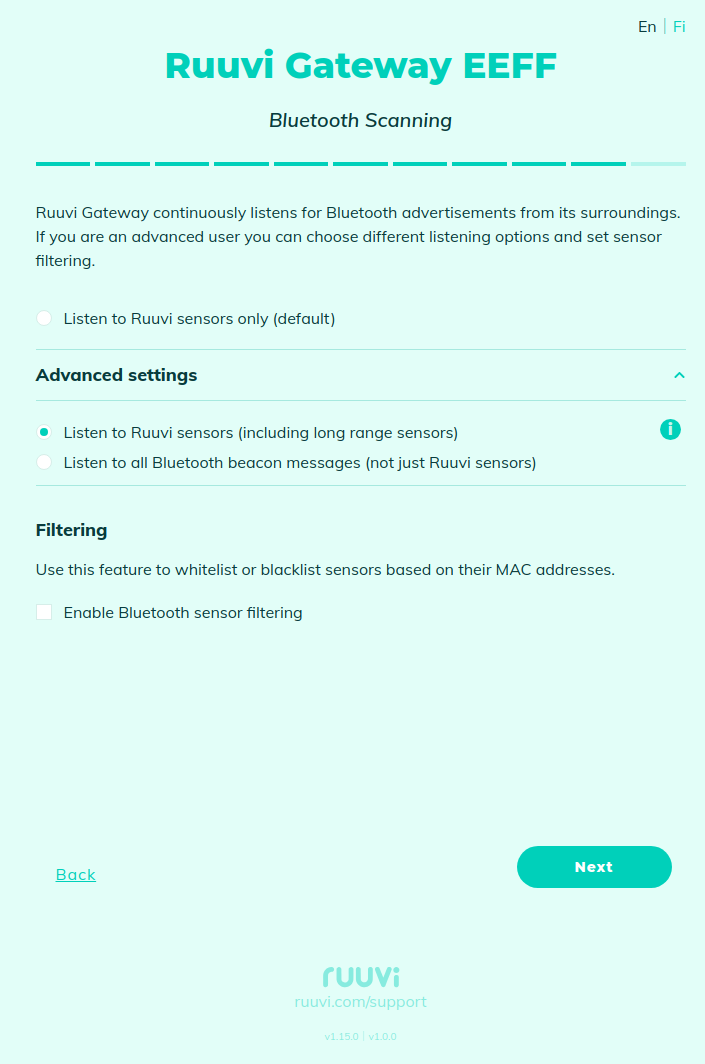 En | Fi
Ruuvi Gateway EEFF
Bluetooth Scanning
Ruuvi Gateway continuously listens for Bluetooth advertisements from its surroundings.
If you are an advanced user you can choose different listening options and set sensor
filtering.
Listen to Ruuvi sensors only (default)
Advanced settings
Listen to Ruuvi sensors (including long range sensors)
i
Listen to all Bluetooth beacon messages (not just Ruuvi sensors)
Filtering
Use this feature to whitelist or blacklist sensors based on their MAC addresses.
Enable Bluetooth sensor filtering
Back
Next
ruuvi
ruuvi.com/support
v1.15.0 | v1.0.0